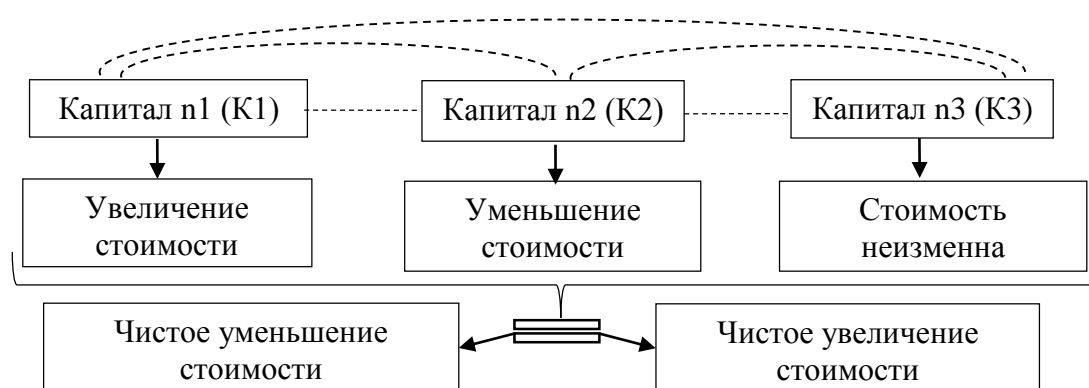 Капитал n1 (К1)
Капитал n2 (К2)
Капитал n3 (К3)
Увеличение
стоимости
Уменьшение
стоимости
Стоимость
неизменна
Чистое уменьшение
стоимости
Чистое увеличение
стоимости